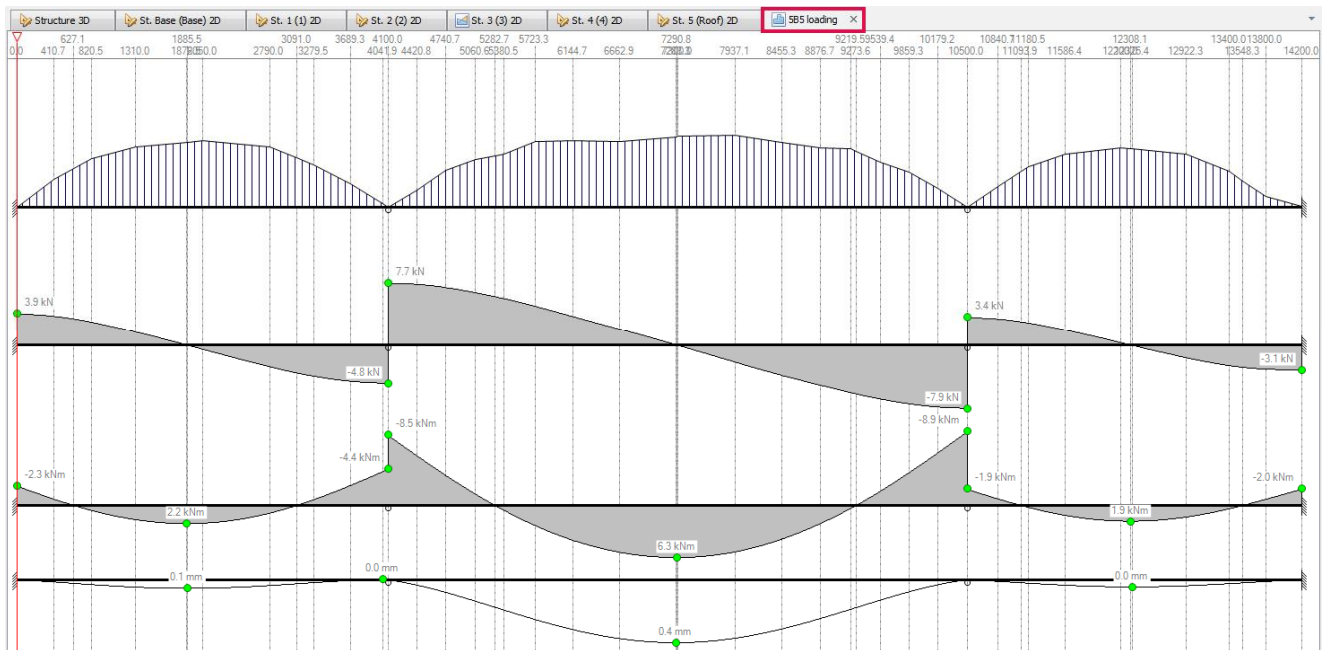 Structure 3D St. Base (Base) 2D St. 1 (1) 2D St. 2 (2) 2D St. 3 (3) 2D St. 4 (4) 2D St. 5 (Roof) 2D 5B5 loading
627.1 1885.5 3091.0 3689.3 4100.0 4740.7 5282.7 5723.3 7290.8 9219.5 9539.4 10179.2 10840.7 11180.5 12308.1 13400.0 13800.0
0.0 410.7 820.5 1310.0 2790.0 3279.5 4041.9 4420.8 5060.6 5380.5 6144.7 6662.9 7937.1 8455.3 8876.7 9273.6 9859.3 10500.0 11093.9 11586.4 12922.3 13548.3 14200.0
7.7 kN
3.9 kN 3.4 kN
-4.8 kN -3.1 kN
-7.9 kN
-8.5 kNm -8.9 kNm
-4.4 kNm
-2.3 kNm -1.9 kNm -2.0 kNm
2.2 kNm 1.9 kNm
6.3 kNm
0.0 mm
0.1 mm 0.0 mm
0.4 mm